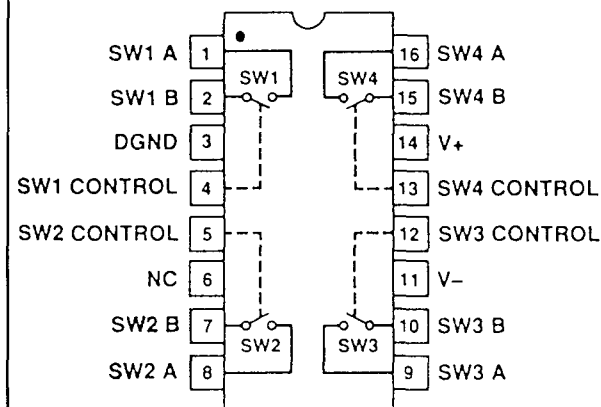 SW1 A 1 16 SW4 A
SW1 SW4
SW1 B 2 15 SW4 B
DGND 3 14 V+
SW1 CONTROL 4 13 SW4 CONTROL
SW2 CONTROL 5 12 SW3 CONTROL
NC 6 11 V–
SW2 B 7 10 SW3 B
SW2 SW3
SW2 A 8 9 SW3 A